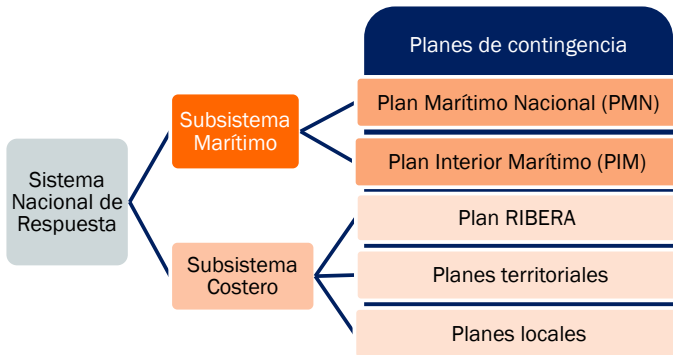 Planes de contingencia
Subsistema
Marítimo
Plan Marítimo Nacional (PMN)
Plan Interior Marítimo (PIM)
Sistema
Nacional de
Respuesta
Subsistema
Costero
Plan RIBERA
Planes territoriales
Planes locales